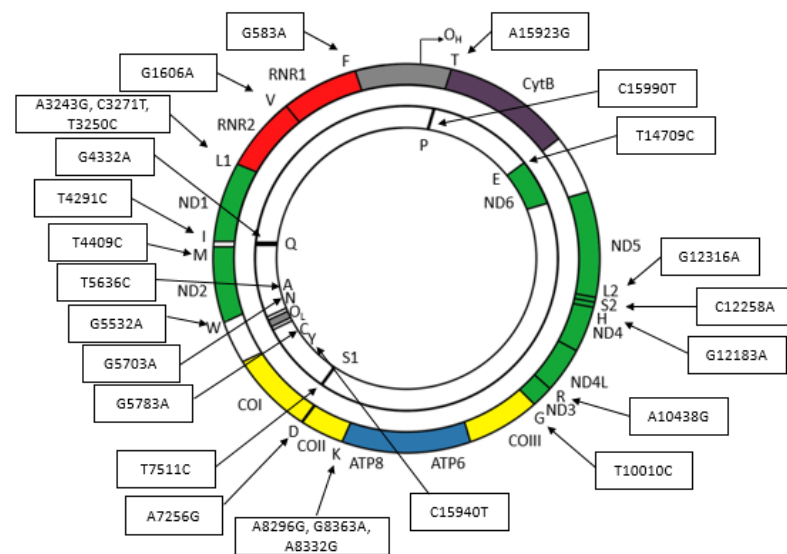 G583A
A15923G
G1606A
C15990T
A3243G, C3271T,
T3250C
T14709C
G4332A
T4291C
T4409C
T5636C
G5532A
G5703A
G5783A
G12316A
C12258A
G12183A
A10438G
T10010C
T7511C
A7256G
A8296G, G8363A,
A8332G
C15940T
F
OH
T
CytB
RNR1
V
RNR2
L1
ND1
I
M
ND2
W
COI
D
COII
K
ATP8
ATP6
COIII
G
ND3
R
ND4L
ND4
H
S2
L2
ND5
P
E
ND6
Q
A
N
OL
C
Y
S1